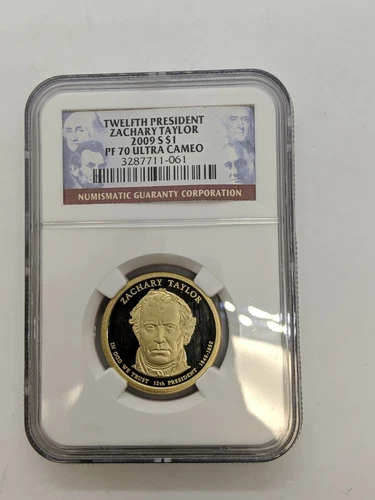 TWELFTH PRESIDENT
ZACHARY TAYLOR
2009 S $1
PF 70 ULTRA CAMEO
3287711-061
NUMISMATIC GUARANTY CORPORATION
ZACHARY TAYLOR
IN GOD WE TRUST 12th PRESIDENT 1849-1850